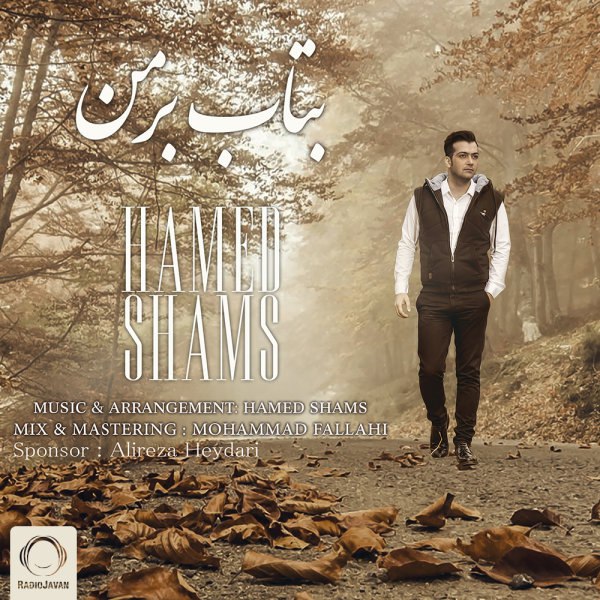 بتاب بر من
HAMED
SHAMS
MUSIC & ARRANGEMENT: HAMED SHAMS
MIX & MASTERING : MOHAMMAD FALLAHI
Sponsor : Alireza Heydari
RADIOJAVAN